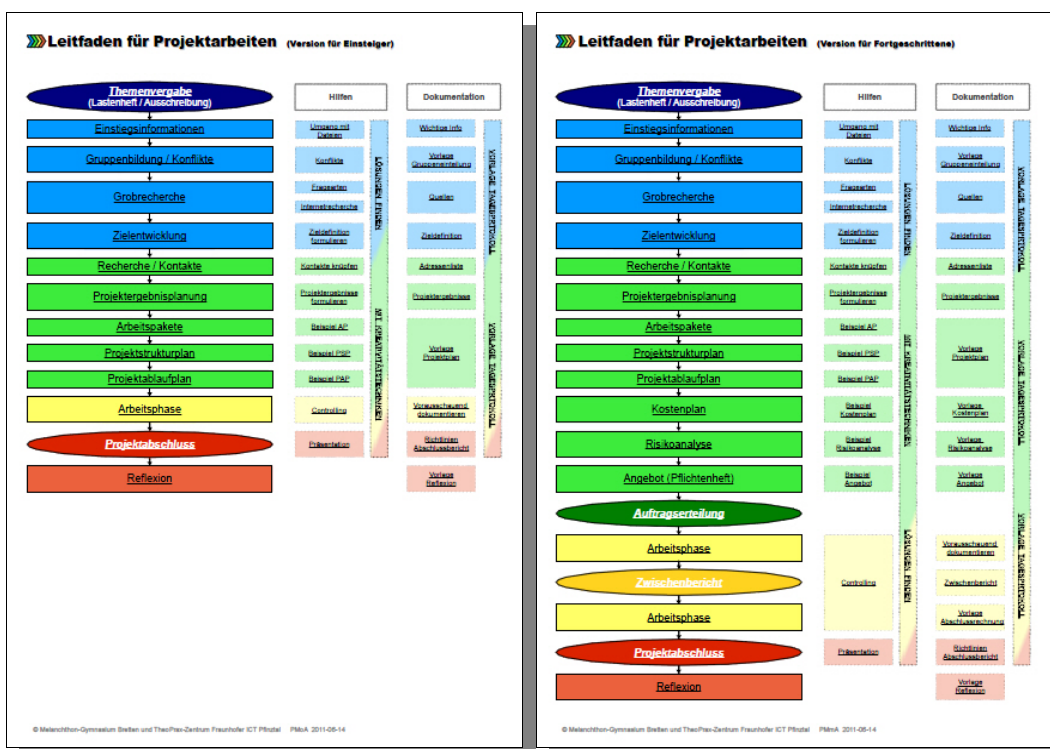 Leitfaden für Projektarbeiten (Version für Einsteiger)
Themenvergabe
(Lastenheft / Ausschreibung)
Hilfen
Dokumentation
Einstiegsinformationen
Umgang mit
Dateien
Wichtige Info
Gruppenbildung / Konflikte
Konflikte
Vorlage
Gruppeneinteilung
Grobrecherche
Fragearten
Internetrecherche
Quellen
Zielentwicklung
Zieldefinition
formulieren
Zieldefinition
Recherche / Kontakte
Kontakte knüpfen
Adressenliste
Projektergebnisplanung
Projektergebnisse
formulieren
Projektergebnisse
Arbeitspakete
Beispiel AP
Projektstrukturplan
Beispiel PSP
Vorlage
Projektplan
Projektablaufplan
Beispiel PAP
Arbeitsphase
Controlling
Vorausschauend
dokumentieren
Projektabschluss
Präsentation
Richtlinien
Abschlussbericht
Reflexion
Vorlage
Reflexion
LÖSUNGEN FINDEN
MIT KREATIVITÄTSTECHNIKEN
VORLAGE TAGESPROTOKOLL
VORLAGE TAGESPROTOKOLL
© Melanchthon-Gymnasium Bretten und TheoPrax-Zentrum Fraunhofer ICT Pfinztal PMoA 2011-06-14
Leitfaden für Projektarbeiten (Version für Fortgeschrittene)
Themenvergabe
(Lastenheft / Ausschreibung)
Hilfen
Dokumentation
Einstiegsinformationen
Umgang mit
Dateien
Wichtige Info
Gruppenbildung / Konflikte
Konflikte
Vorlage
Gruppeneinteilung
Grobrecherche
Fragearten
Internetrecherche
Quellen
Zielentwicklung
Zieldefinition
formulieren
Zieldefinition
Recherche / Kontakte
Kontakte knüpfen
Adressenliste
Projektergebnisplanung
Projektergebnisse
formulieren
Projektergebnisse
Arbeitspakete
Beispiel AP
Projektstrukturplan
Beispiel PSP
Vorlage
Projektplan
Projektablaufplan
Beispiel PAP
Kostenplan
Beispiel
Kostenplan
Vorlage
Kostenplan
Risikoanalyse
Beispiel
Risikoanalyse
Vorlage
Risikoanalyse
Angebot (Pflichtenheft)
Beispiel
Angebot
Vorlage
Angebot
Auftragserteilung
Arbeitsphase
Vorausschauend
dokumentieren
Zwischenbericht
Controlling
Zwischenbericht
Arbeitsphase
Vorlage
Abschlussrechnung
Projektabschluss
Präsentation
Richtlinien
Abschlussbericht
Reflexion
Vorlage
Reflexion
LÖSUNGEN FINDEN
MIT KREATIVITÄTSTECHNIKEN
LÖSUNGEN FINDEN
VORLAGE TAGESPROTOKOLL
VORLAGE TAGESPROTOKOLL
VORLAGE TAGESPROTOKOLL
© Melanchthon-Gymnasium Bretten und TheoPrax-Zentrum Fraunhofer ICT Pfinztal PMmA 2011-06-14